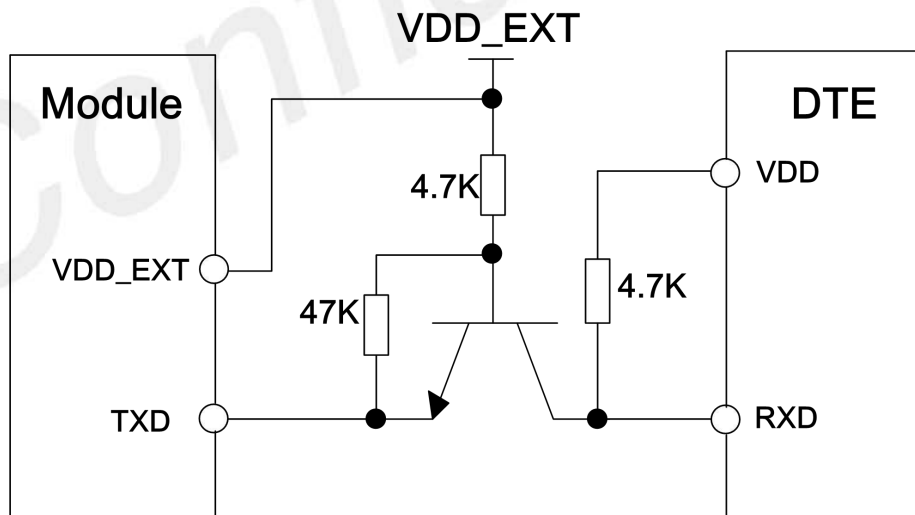 VDD_EXT
Module
DTE
VDD
4.7K
VDD_EXT
4.7K
47K
TXD
RXD